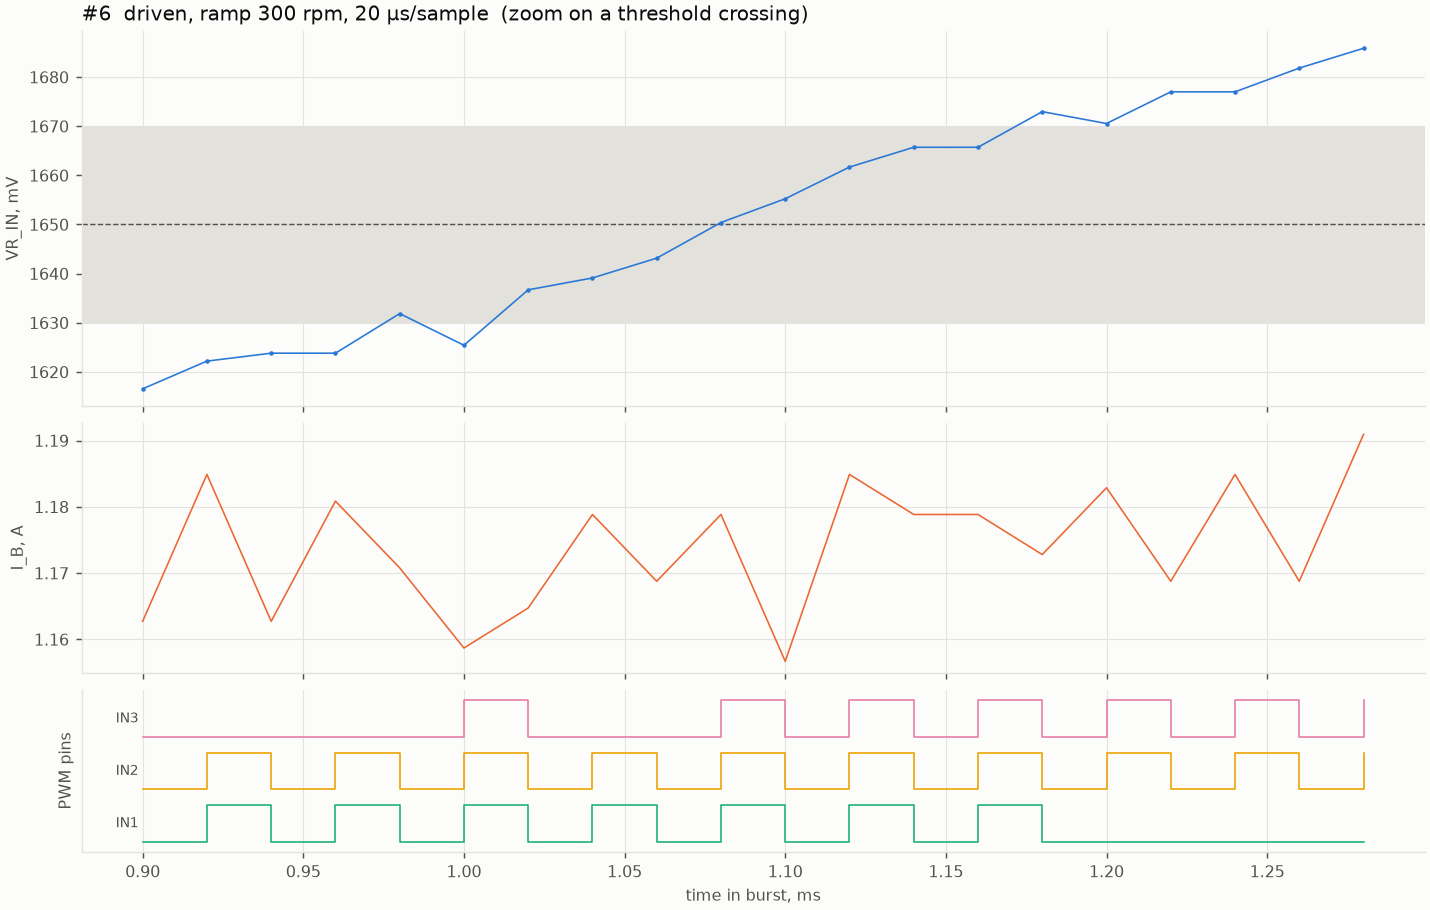 #6  driven, ramp 300 rpm, 20 µs/sample  (zoom on a threshold crossing)
VR_IN, mV
1680
1670
1660
1650
1640
1630
1620
I_B, A
1.19
1.18
1.17
1.16
PWM pins
IN3
IN2
IN1
0.90 0.95 1.00 1.05 1.10 1.15 1.20 1.25
time in burst, ms